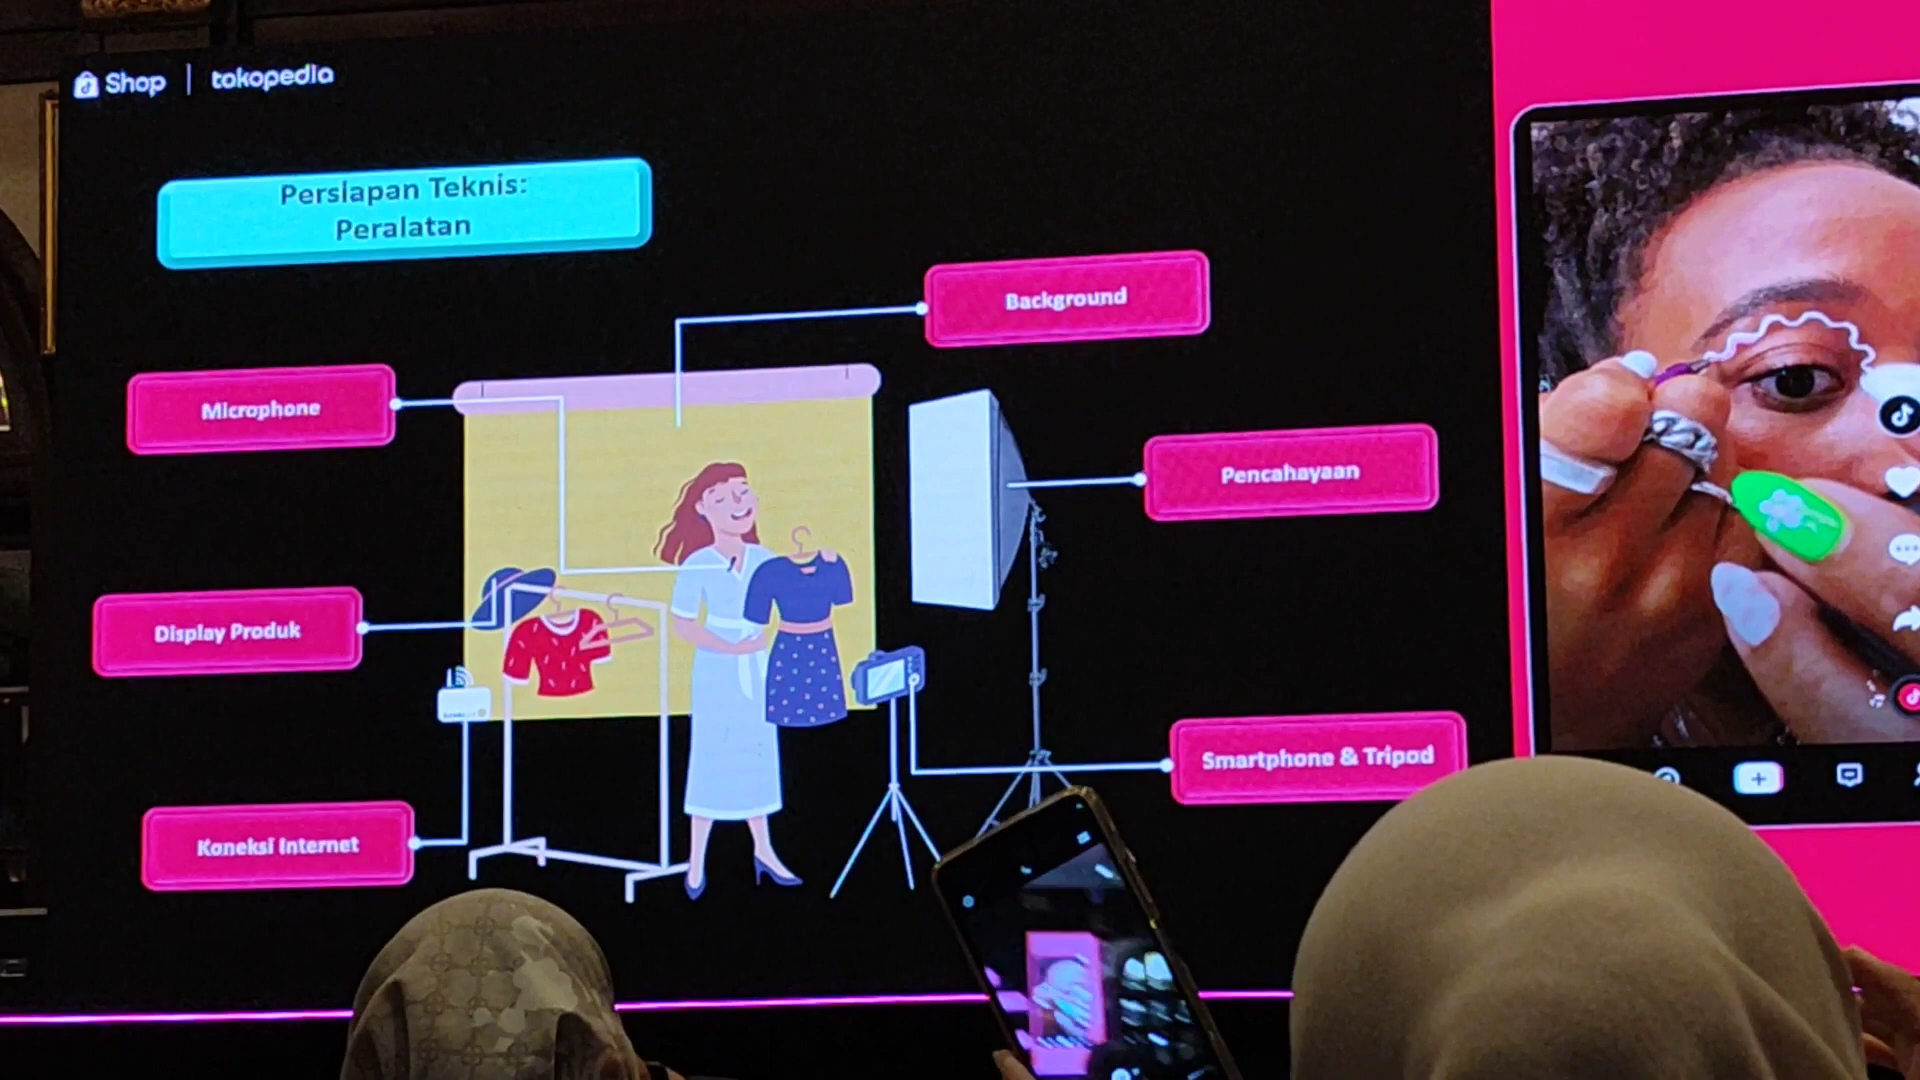 Shop | tokopedia
Persiapan Teknis:
Peralatan
Background
Microphone
Pencahayaan
Display Produk
Smartphone & Tripod
Koneksi Internet